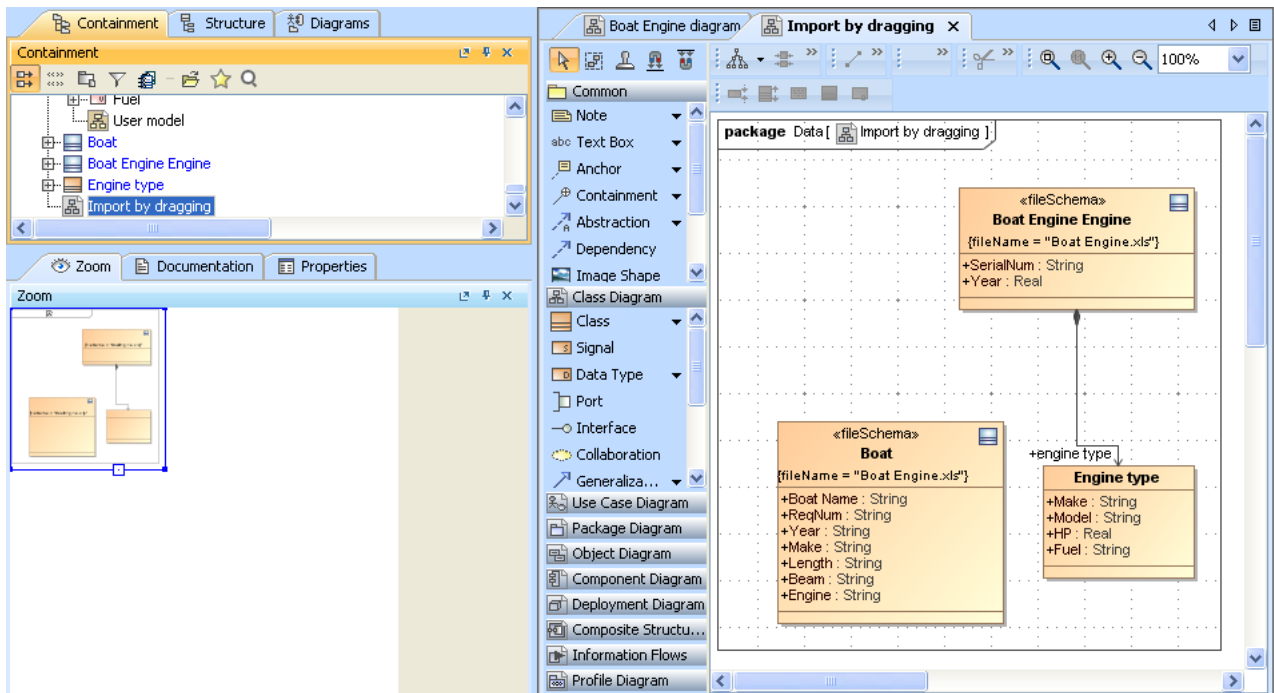 Containment Structure Diagrams
Containment
Fuel
User model
Boat
Boat Engine Engine
Engine type
Import by dragging
Zoom Documentation Properties
Zoom
Boat Engine diagram Import by dragging
100%
Common
Note
abc Text Box
Anchor
Containment
Abstraction
Dependency
Image Shape
Class Diagram
Class
Signal
Data Type
Port
Interface
Collaboration
Generaliza...
Use Case Diagram
Package Diagram
Object Diagram
Component Diagram
Deployment Diagram
Composite Structu...
Information Flows
Profile Diagram
package Data [ Import by dragging ]
«fileSchema»
Boat Engine Engine
{fileName = "Boat Engine.xls"}
+SerialNum : String
+Year : Real
+engine type
«fileSchema»
Boat
{fileName = "Boat Engine.xls"}
+Boat Name : String
+ReqNum : String
+Year : String
+Make : String
+Length : String
+Beam : String
+Engine : String
Engine type
+Make : String
+Model : String
+HP : Real
+Fuel : String